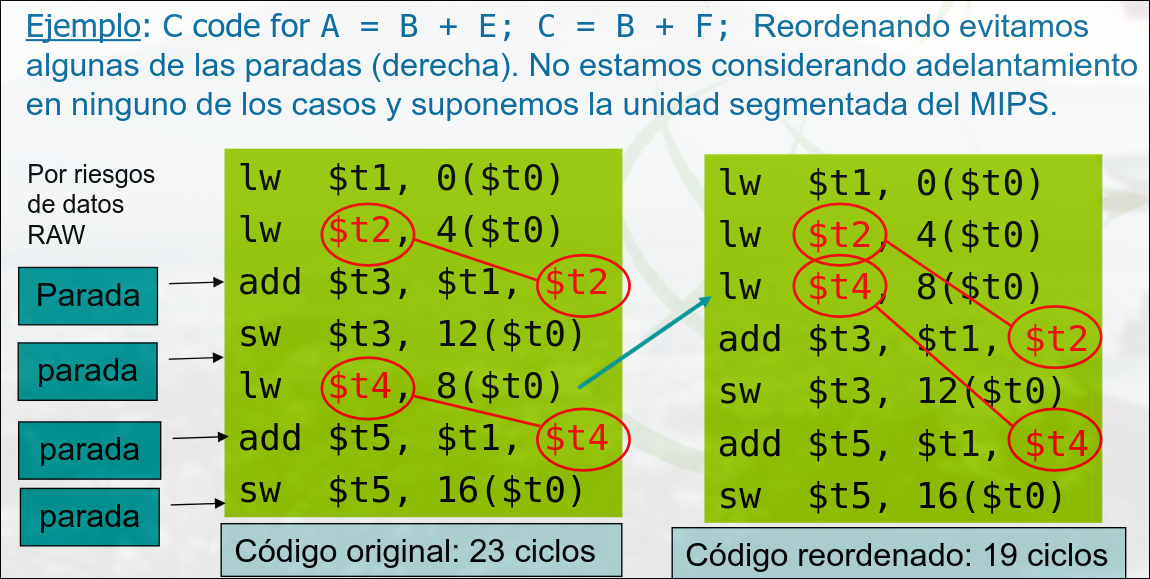 Ejemplo: C code for A = B + E; C = B + F; Reordenando evitamos
algunas de las paradas (derecha). No estamos considerando adelantamiento
en ninguno de los casos y suponemos la unidad segmentada del MIPS.
Por riesgos
de datos
RAW
Parada
parada
parada
parada
lw $t1, 0($t0)
lw $t2, 4($t0)
add $t3, $t1, $t2
sw $t3, 12($t0)
lw $t4, 8($t0)
add $t5, $t1, $t4
sw $t5, 16($t0)
Código original: 23 ciclos
lw $t1, 0($t0)
lw $t2, 4($t0)
lw $t4, 8($t0)
add $t3, $t1, $t2
sw $t3, 12($t0)
add $t5, $t1, $t4
sw $t5, 16($t0)
Código reordenado: 19 ciclos